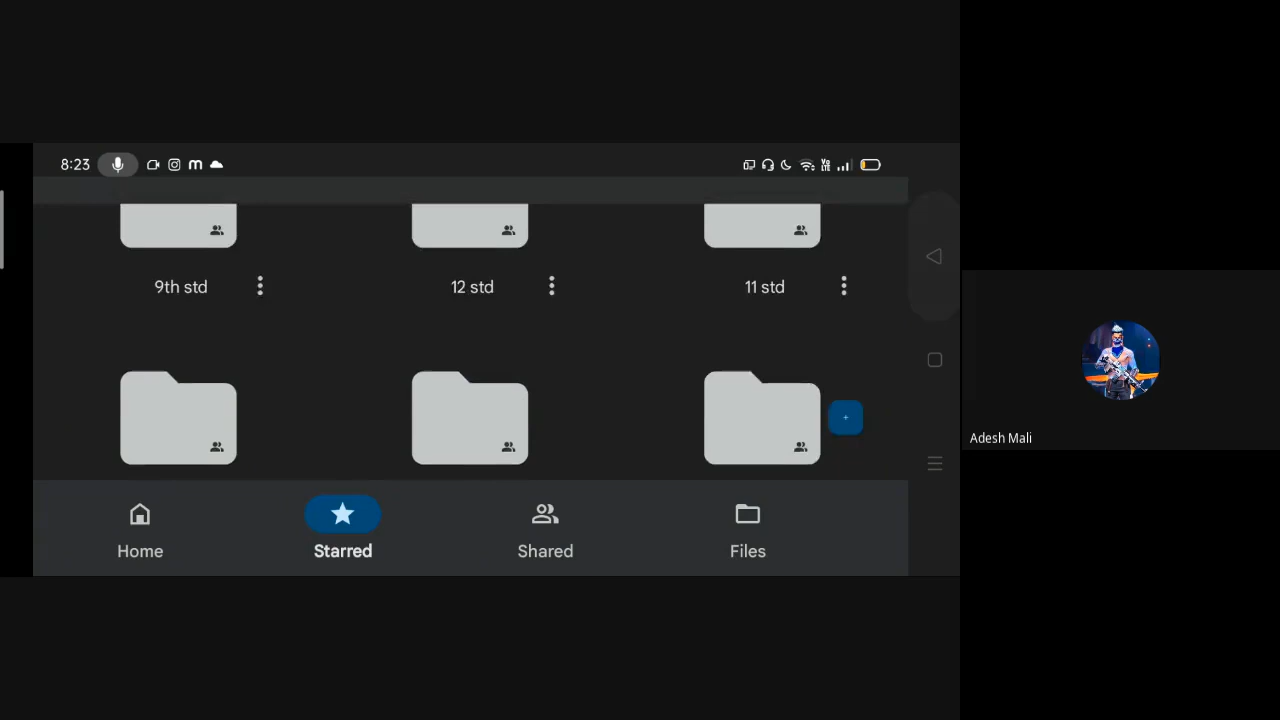 8:23
9th std
12 std
11 std
Home
Starred
Shared
Files
Adesh Mali